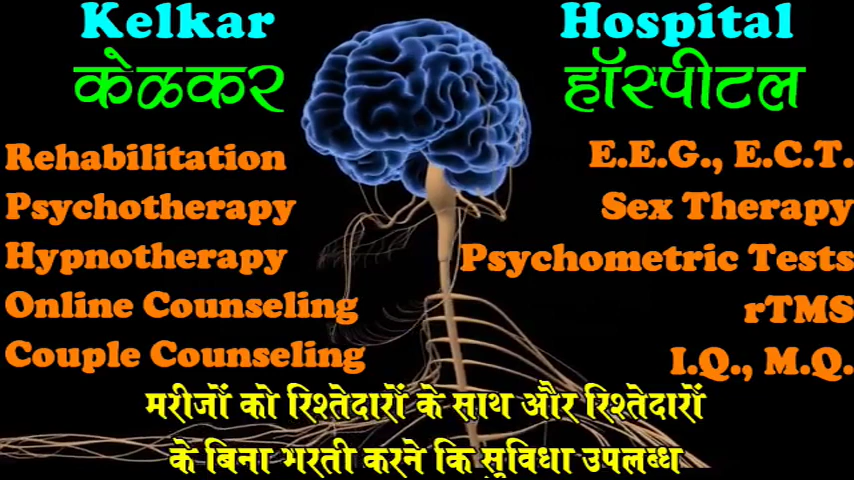 Kelkar Hospital
केळकर हॉस्पीटल
Rehabilitation
Psychotherapy
Hypnotherapy
Online Counseling
Couple Counseling
E.E.G., E.C.T.
Sex Therapy
Psychometric Tests
rTMS
I.Q., M.Q.
मरीजों को रिश्तेदारों के साथ और रिश्तेदारों
के बिना भरती करने कि सुविधा उपलब्ध